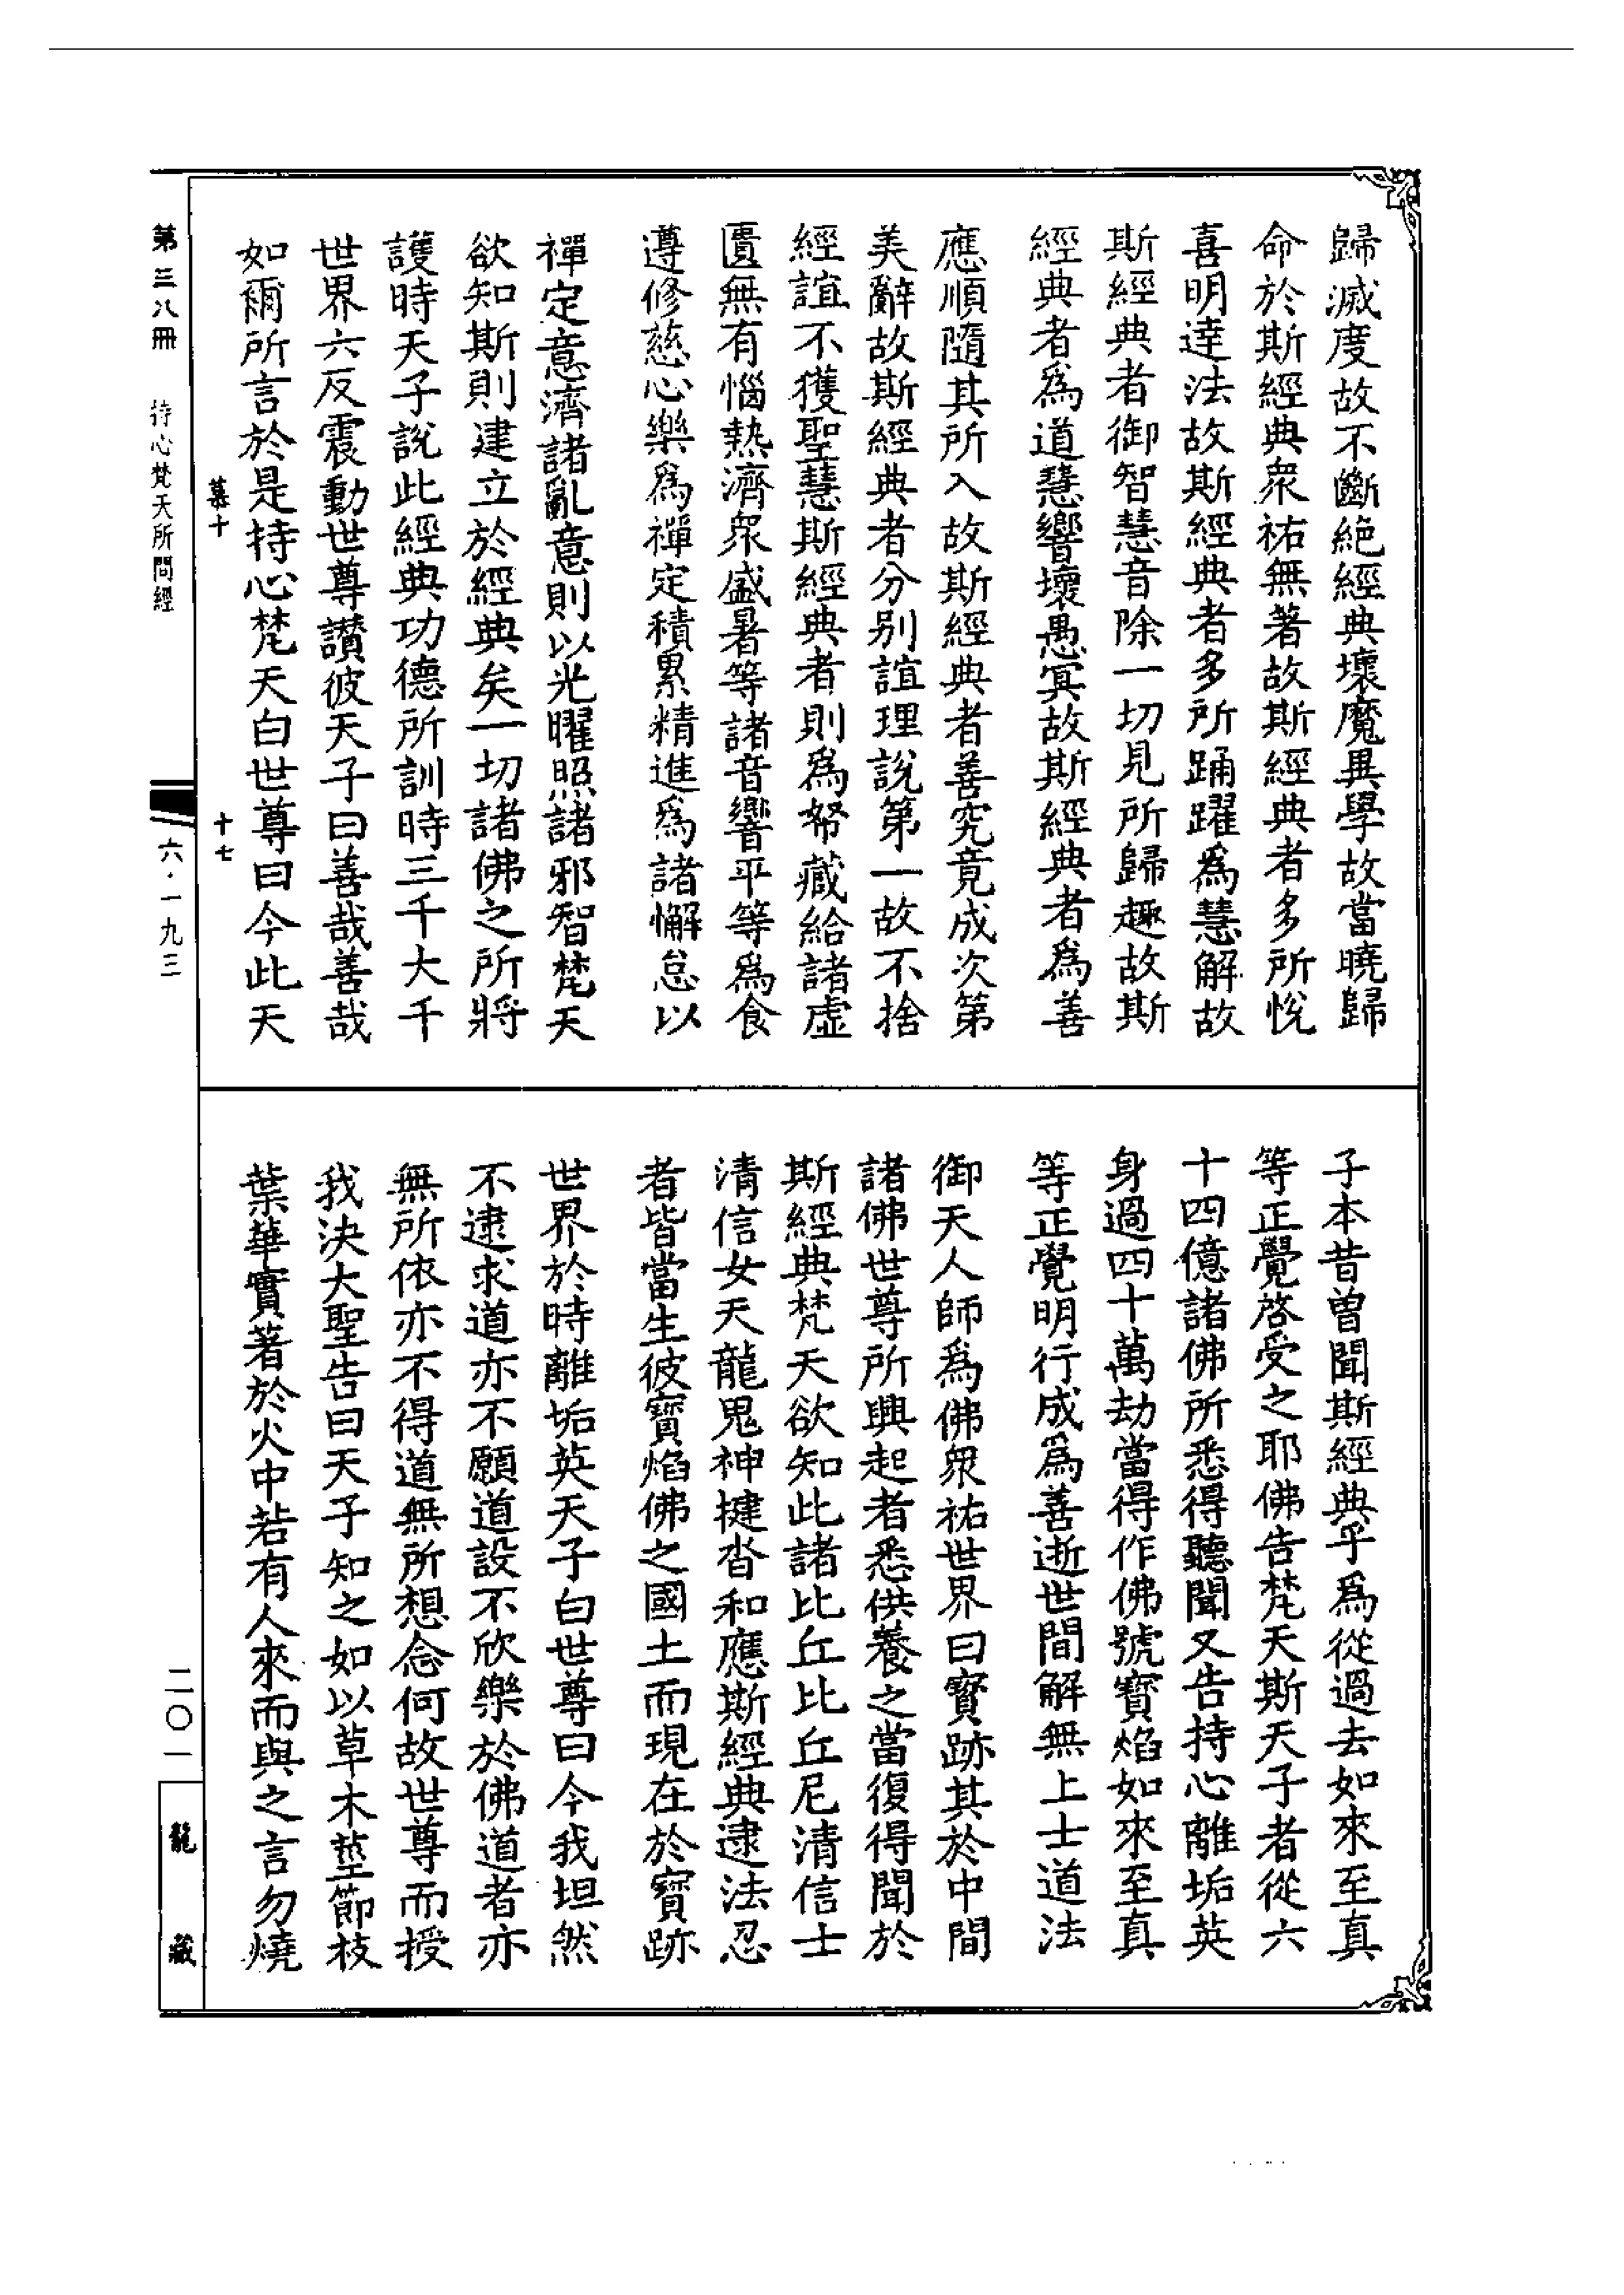 歸滅度故不斷絕經典壞魔異學故當曉歸
命於斯經典衆祐無著故斯經典者多所悅
喜明達法故斯經典者多所踊躍爲慧解故
斯經典者御智慧音除一切見所歸趣故斯
經典者爲道慧響壞愚冥故斯經典者爲善
應順隨其所入故斯經典者善究竟成次第
美辭故斯經典者分別誼理說第一故不捨
經誼不獲聖慧斯經典者則爲帑藏給諸虛
匱無有惱熱濟衆盛暑等諸音響平等爲食
遵修慈心樂爲禪定積累精進爲諸懈怠以
禪定意濟諸亂意則以光曜照諸邪智梵天
欲知斯則建立於經典矣一切諸佛之所將
護時天子說此經典功德所訓時三千大千
世界六反震動世尊讚彼天子曰善哉善哉
如爾所言於是持心梵天白世尊曰今此天
子本昔曽聞斯經典乎爲從過去如來至真
等正覺啓受之耶佛告梵天斯天子者從六
十四億諸佛所悉得聽聞又告持心離垢英
身過四十萬劫當得作佛號寶焰如來至真
等正覺明行成爲善逝世間解無上士道法
御天人師爲佛衆祐世界曰寳跡其於中間
諸佛世尊所興起者悉供養之當復得聞於
斯經典梵天欲知此諸比丘比丘尼清信士
清信女天龍鬼神揵沓和應斯經典逮法忍
者皆當生彼寶焰佛之國土而現在於寶跡
世界於時離垢英天子白世尊曰今我坦然
不逮求道亦不願道設不欣樂於佛道者亦
無所依亦不得道無所想念何故世尊而授
我決大聖告曰天子知之如以草木莖節枝
葉華實著於火中若有人來而與之言勿燒
慕十 十七
第三八冊 持心梵天所問經 六·一九三 二〇一 龍藏